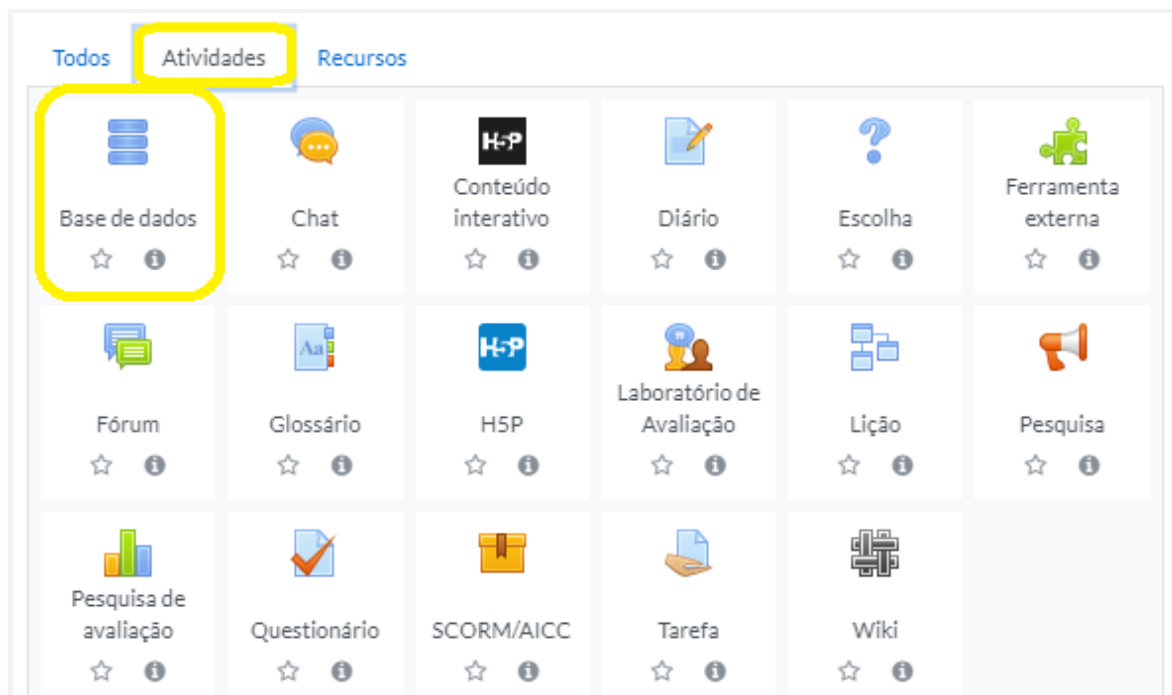 Todos Atividades Recursos
Base de dados
Chat
H5P
Conteúdo
interativo
Diário
Escolha
Ferramenta
externa
Fórum
Aa
Glossário
H5P
H5P
Laboratório de
Avaliação
Lição
Pesquisa
Pesquisa de
avaliação
Questionário
SCORM/AICC
Tarefa
Wiki